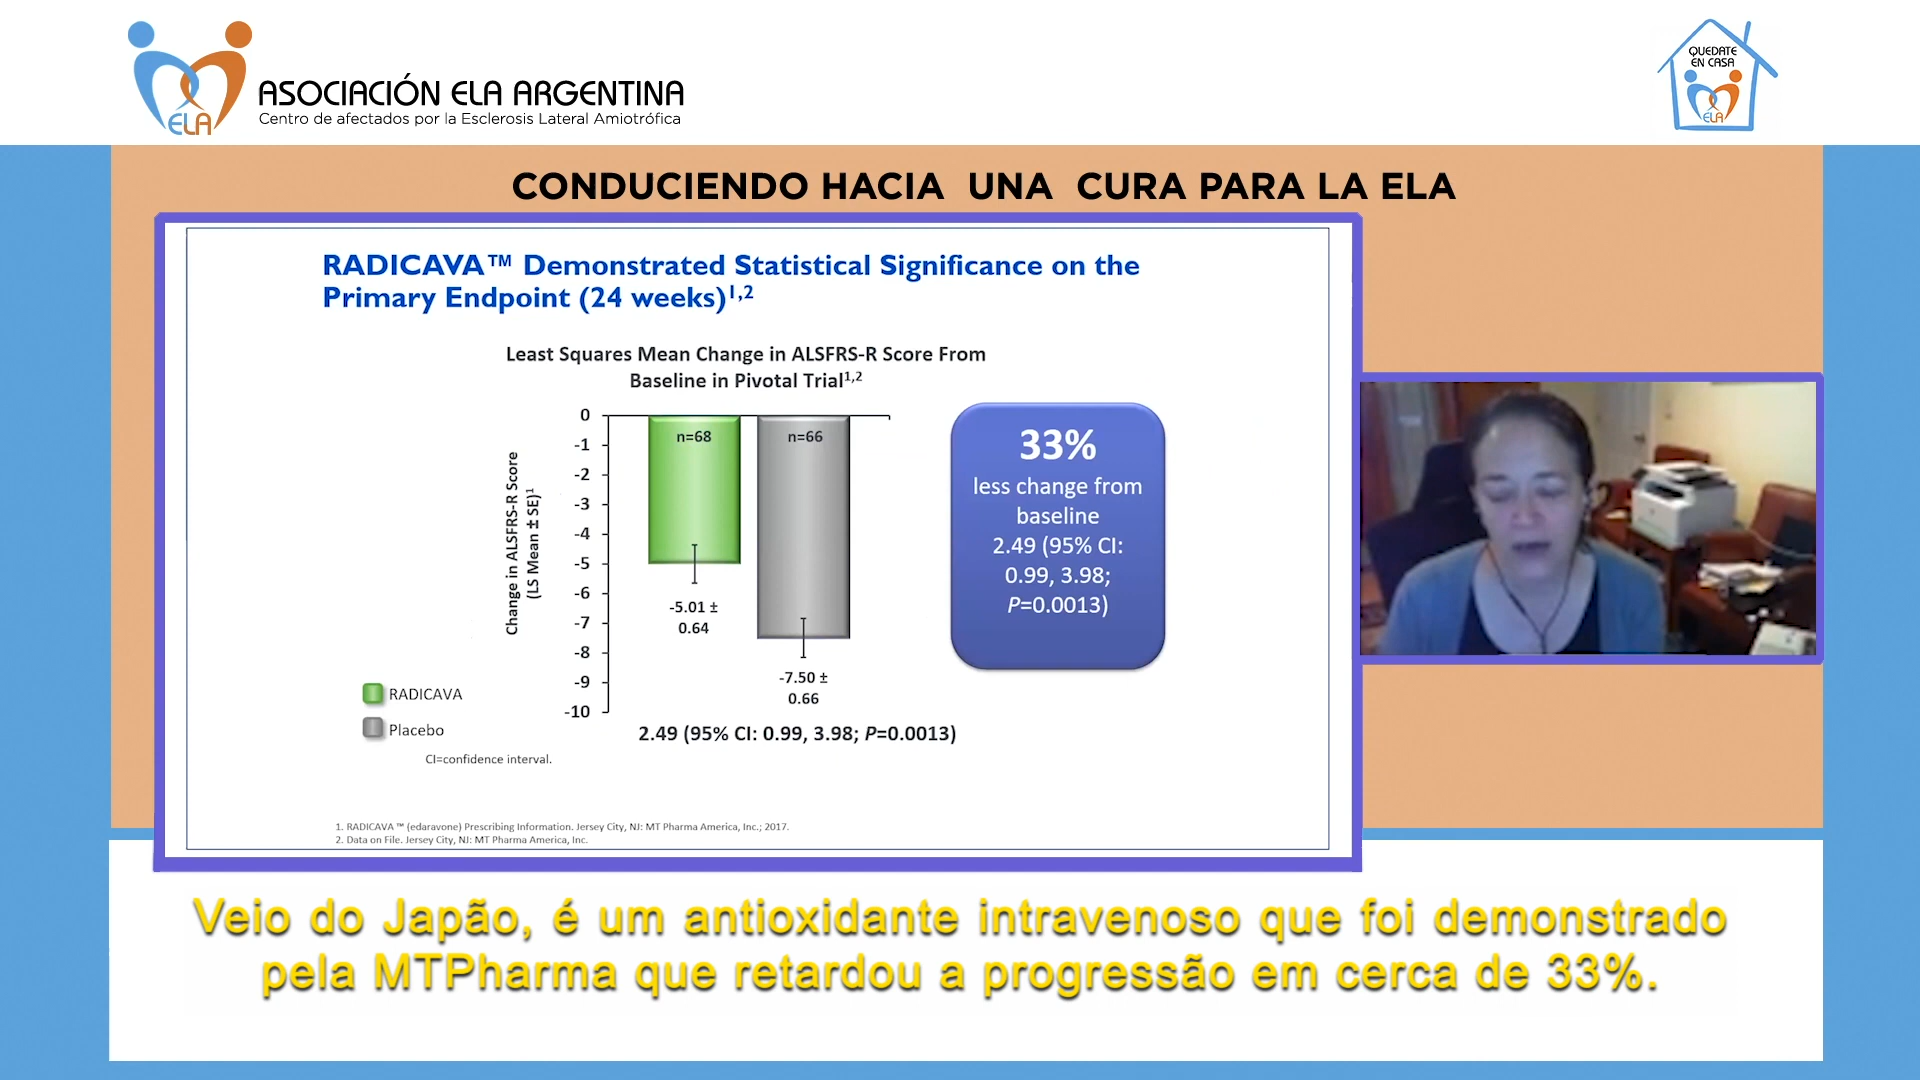 ASOCIACIÓN ELA ARGENTINA
Centro de afectados por la Esclerosis Lateral Amiotrófica
ELA
QUEDATE
EN CASA
ELA
CONDUCIENDO HACIA UNA CURA PARA LA ELA
RADICAVA™ Demonstrated Statistical Significance on the
Primary Endpoint (24 weeks)1,2
Least Squares Mean Change in ALSFRS-R Score From
Baseline in Pivotal Trial1,2
Change in ALSFRS-R Score
(LS Mean ± SE)1
0
-1
-2
-3
-4
-5
-6
-7
-8
-9
-10
n=68
n=66
-5.01 ±
0.64
-7.50 ±
0.66
33%
less change from
baseline
2.49 (95% CI:
0.99, 3.98;
P=0.0013)
RADICAVA
Placebo
2.49 (95% CI: 0.99, 3.98; P=0.0013)
CI=confidence interval.
1. RADICAVA ™ (edaravone) Prescribing Information. Jersey City, NJ: MT Pharma America, Inc.; 2017.
2. Data on File. Jersey City, NJ: MT Pharma America, Inc.
Veio do Japão, é um antioxidante intravenoso que foi demonstrado
pela MTPharma que retardou a progressão em cerca de 33%.